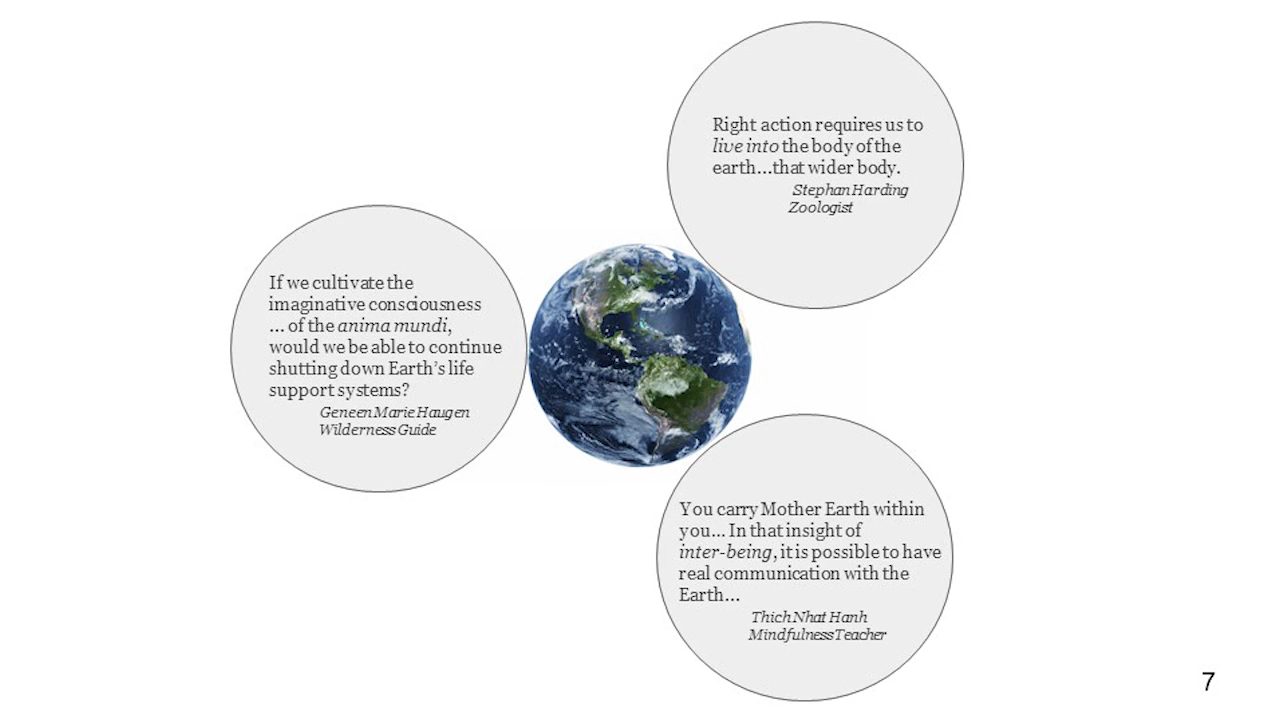 Right action requires us to
live into the body of the
earth...that wider body.
Stephan Harding
Zoologist
If we cultivate the
imaginative consciousness
... of the anima mundi,
would we be able to continue
shutting down Earth's life
support systems?
Geneen Marie Haugen
Wilderness Guide
You carry Mother Earth within
you... In that insight of
inter-being, it is possible to have
real communication with the
Earth...
Thich Nhat Hanh
Mindfulness Teacher
7